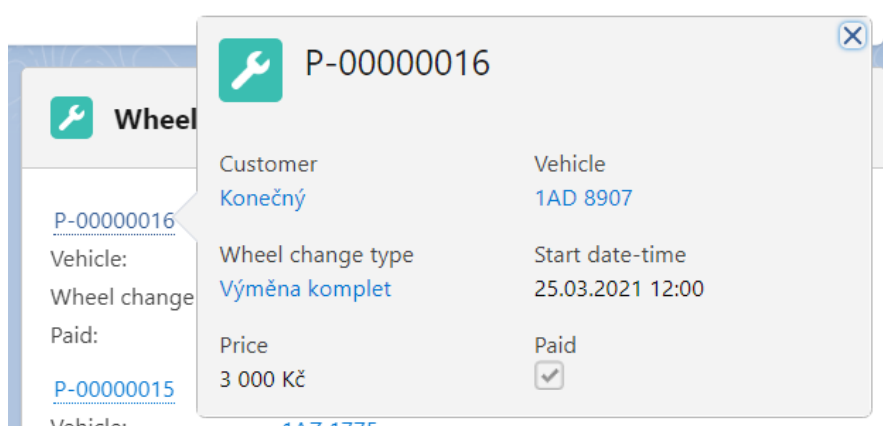 P-00000016
Wheel
Customer
Konečný
Vehicle
1AD 8907
P-00000016
Vehicle:
Wheel change
Paid:
P-00000015
Wheel change type
Výměna komplet
Start date-time
25.03.2021 12:00
Price
3 000 Kč
Paid